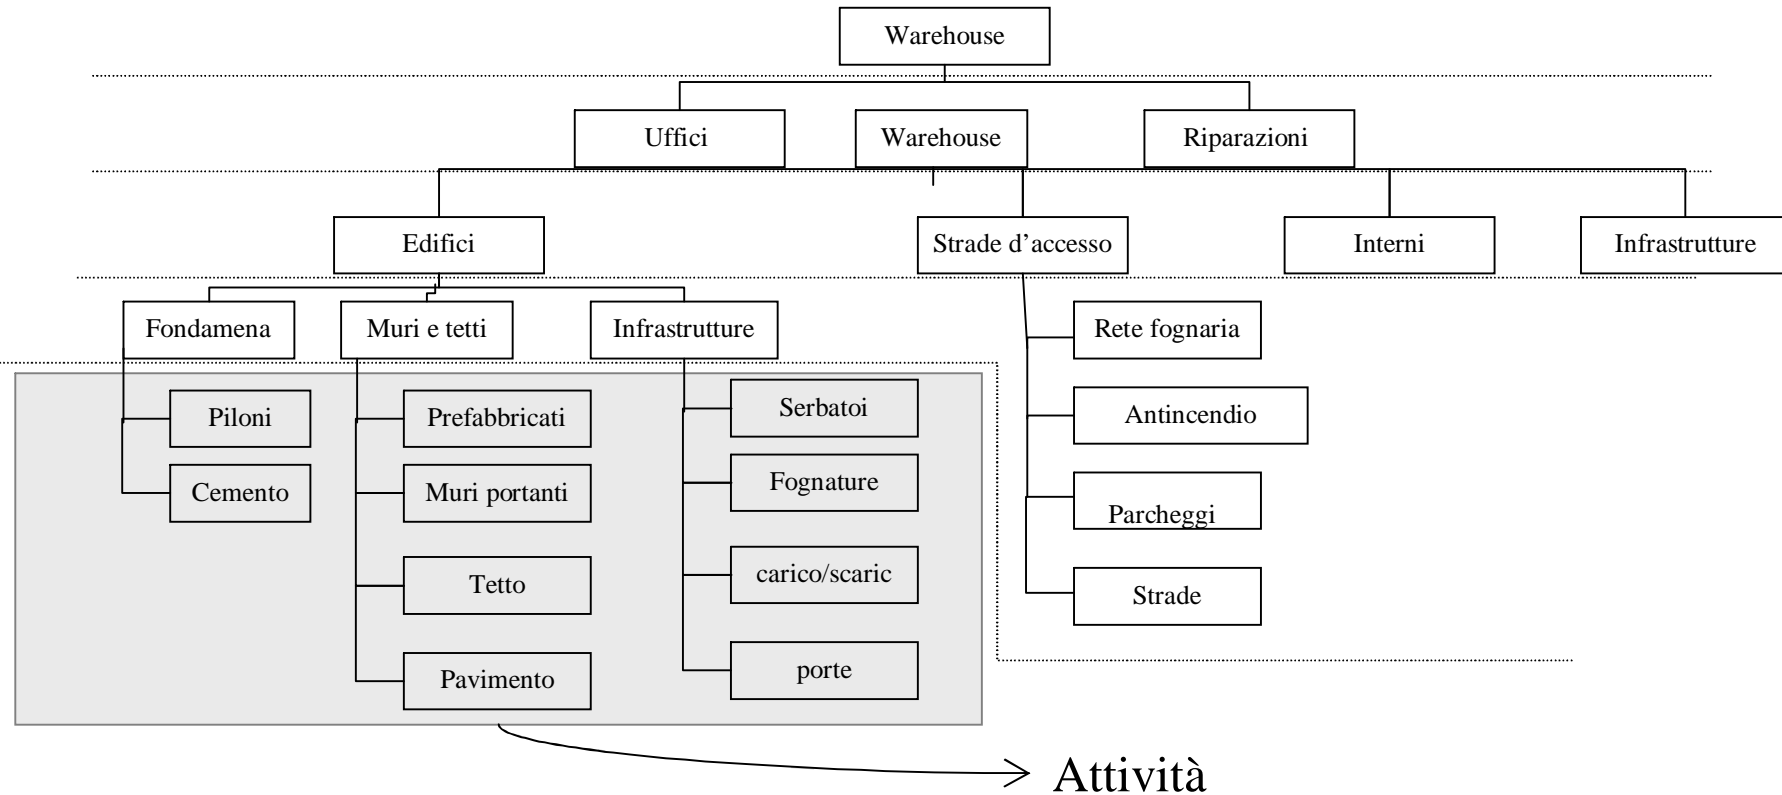 Warehouse
Uffici
Warehouse
Riparazioni
Edifici
Strade d’accesso
Interni
Infrastrutture
Fondamena
Muri e tetti
Infrastrutture
Rete fognaria
Piloni
Prefabbricati
Serbatoi
Antincendio
Cemento
Muri portanti
Fognature
Parcheggi
Tetto
carico/scaric
Strade
Pavimento
porte
Attività